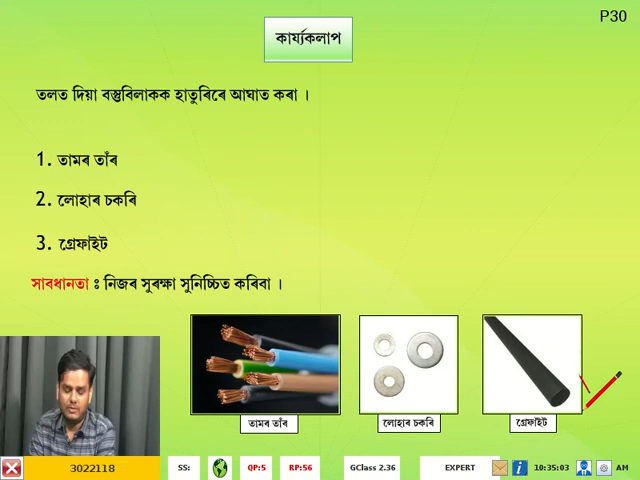 P30
কাৰ্য্যকলাপ
তলত দিয়া বস্তুবিলাকক হাতুৰিৰে আঘাত কৰা ।
1. তামৰ তাঁৰ
2. লোহাৰ চকৰি
3. গ্ৰেফাইট
সাবধানতা ঃ নিজৰ সুৰক্ষা সুনিশ্চিত কৰিবা ।
তামৰ তাঁৰ
লোহাৰ চকৰি
গ্ৰেফাইট
3022118 SS: QP:5 RP:56 GClass 2.36 EXPERT 10:35:03 AM